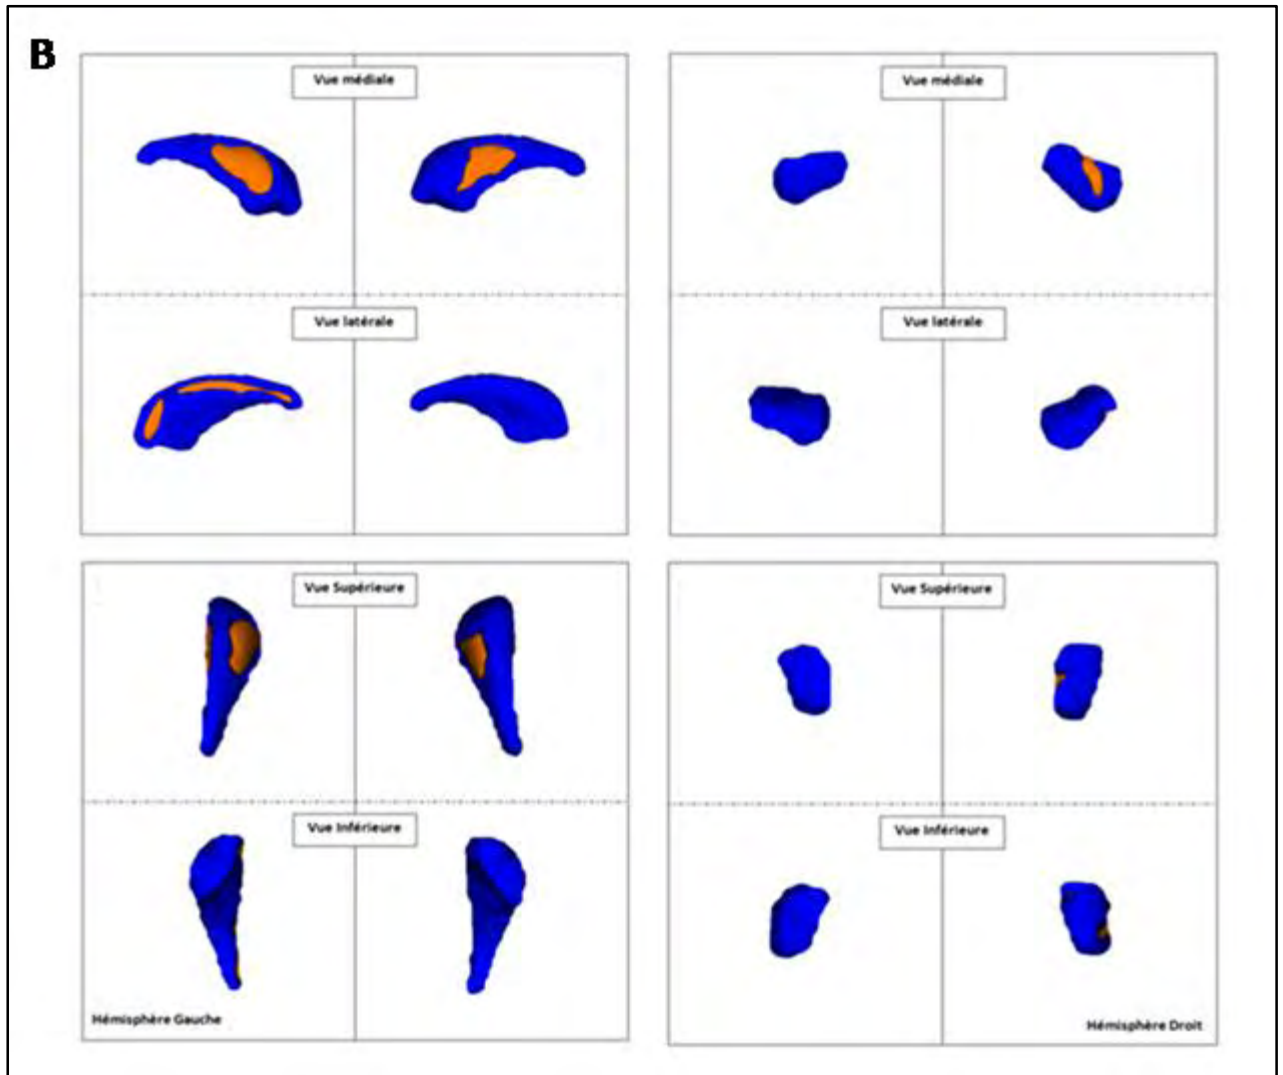 B
Vue médiale
Vue médiale
Vue latérale
Vue latérale
Vue Supérieure
Vue Supérieure
Vue Inférieure
Vue Inférieure
Hémisphère Gauche
Hémisphère Droit